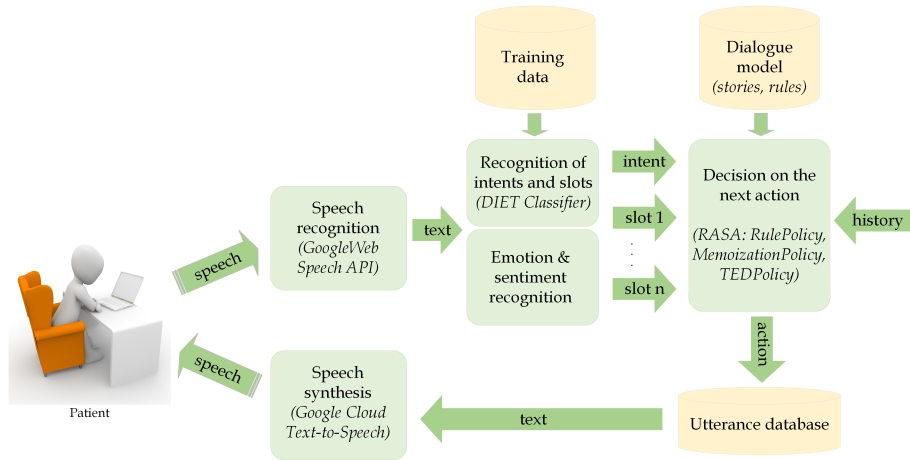 Training
data
Dialogue
model
(stories, rules)
Recognition of
intents and slots
(DIET Classifier)
intent
Decision on the
next action
(RASA: RulePolicy,
MemoizationPolicy,
TEDPolicy)
history
Speech
recognition
(GoogleWeb
Speech API)
text
slot 1
. . .
slot n
Emotion &
sentiment
recognition
speech
action
speech
Speech
synthesis
(Google Cloud
Text-to-Speech)
text
Utterance database
Patient